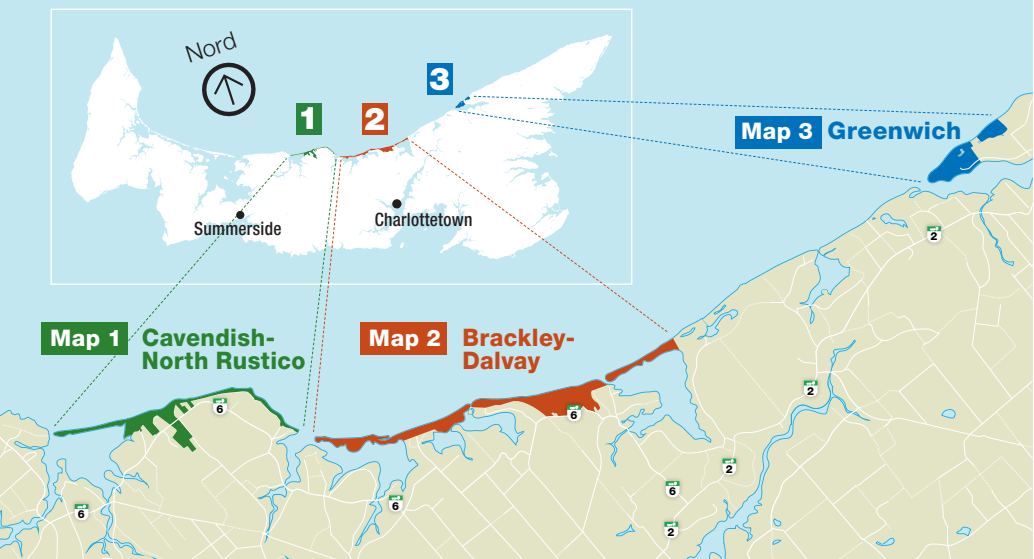 Nord
3
1
2
Map 3 Greenwich
Summerside
Charlottetown
2
Map 1 Cavendish-
North Rustico
Map 2 Brackley-
Dalvay
2
6
6
2
6
6
6
2